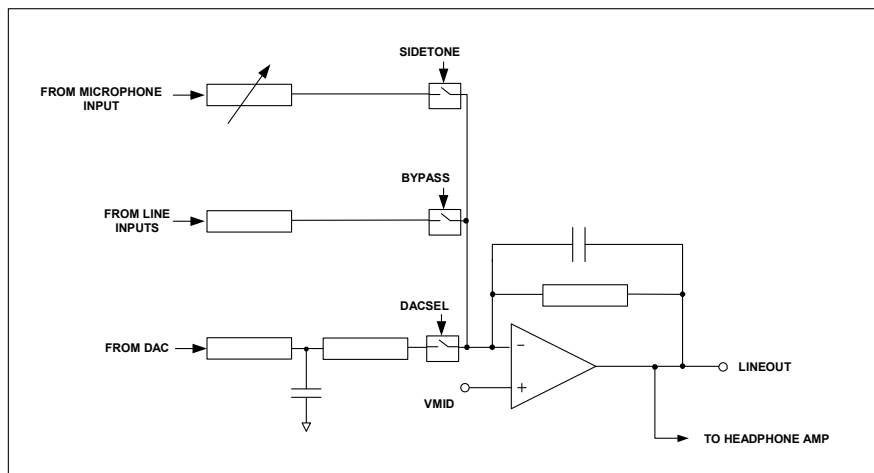 SIDETONE
FROM MICROPHONE
INPUT
BYPASS
FROM LINE
INPUTS
DACSEL
FROM DAC
−
+
VMID
LINEOUT
TO HEADPHONE AMP